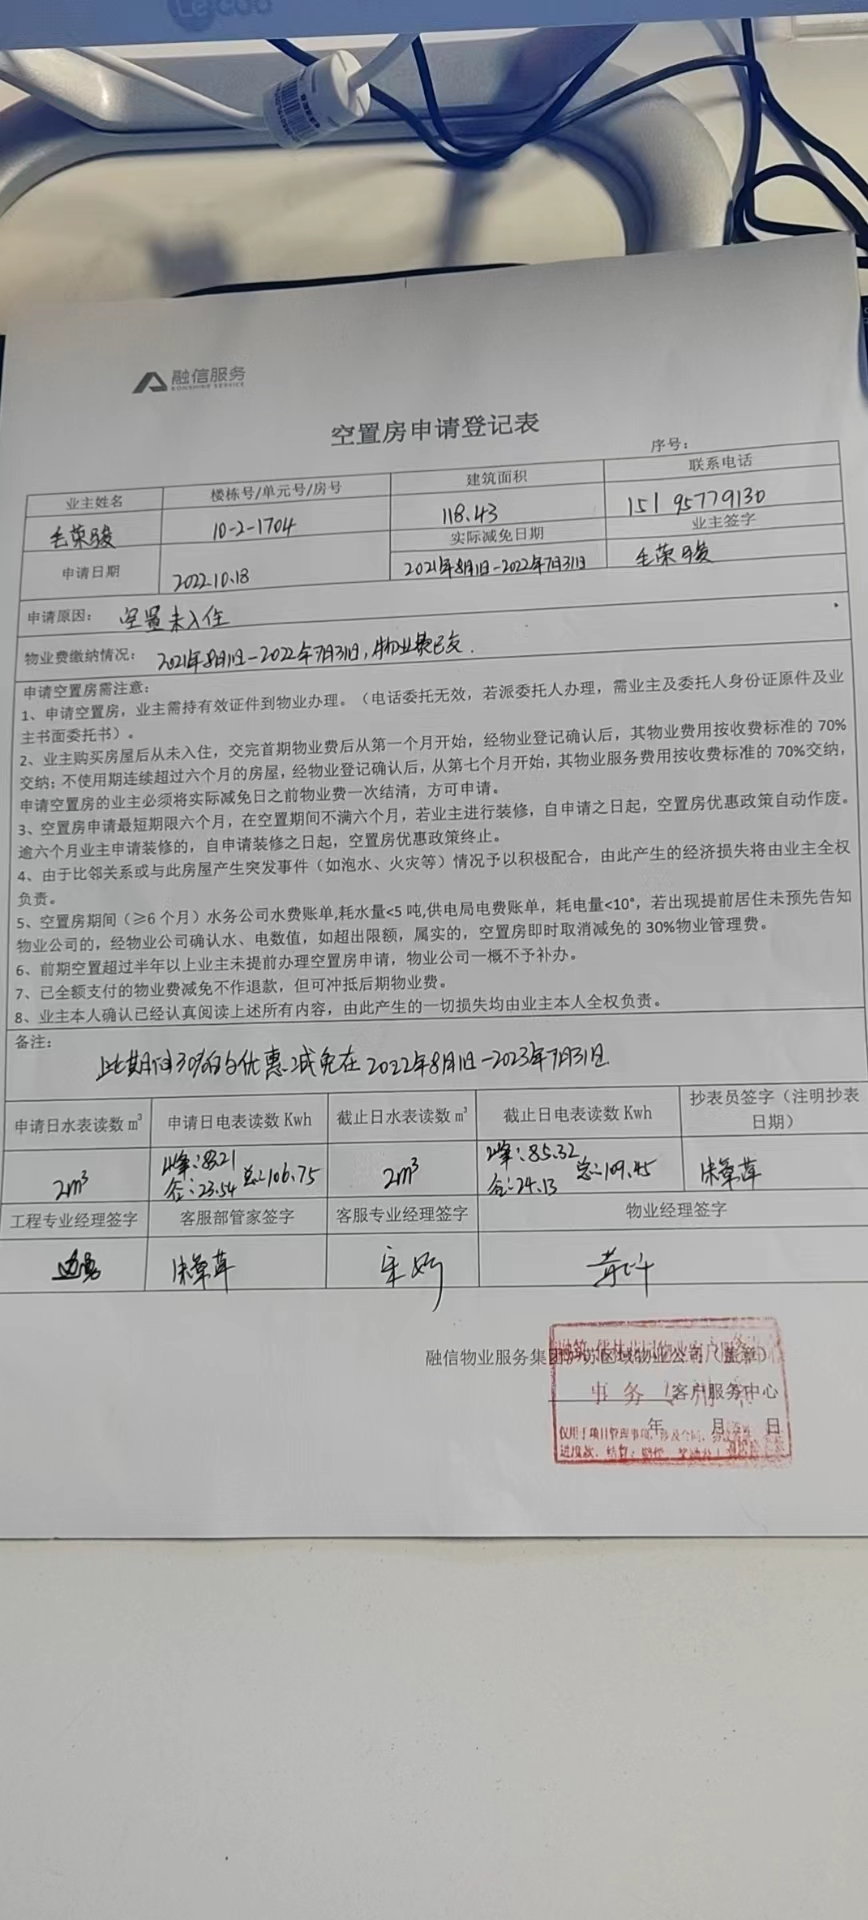 Lecoo
融信服务
RONSHINE SERVICE
空置房申请登记表
序号：
业主姓名 楼栋号/单元号/房号 建筑面积 联系电话
毛荣骏 10-2-1704 118.43 15195779130
申请日期 2022.10.18 实际减免日期 业主签字
2021年8月1日-2022年7月31日 毛荣骏
申请原因： 空置未入住
物业费缴纳情况： 2021年8月1日-2022年7月31日，物业费已交.
申请空置房需注意：
1、申请空置房，业主需持有效证件到物业办理。（电话委托无效，若派委托人办理，需业主及委托人身份证原件及业
主书面委托书）。
2、业主购买房屋后从未入住，交完首期物业费后从第一个月开始，经物业登记确认后，其物业费用按收费标准的 70%
交纳；不使用期连续超过六个月的房屋，经物业登记确认后，从第七个月开始，其物业服务费用按收费标准的 70%交纳，
申请空置房的业主必须将实际减免日之前物业费一次结清，方可申请。
3、空置房申请最短期限六个月，在空置期间不满六个月，若业主进行装修，自申请之日起，空置房优惠政策自动作废。
逾六个月业主申请装修的，自申请装修之日起，空置房优惠政策终止。
4、由于比邻关系或与此房屋产生突发事件（如泡水、火灾等）情况予以积极配合，由此产生的经济损失将由业主全权
负责。
5、空置房期间（≥6 个月）水务公司水费账单,耗水量<5 吨,供电局电费账单，耗电量<10°，若出现提前居住未预先告知
物业公司的，经物业公司确认水、电数值，如超出限额，属实的，空置房即时取消减免的 30%物业管理费。
6、前期空置超过半年以上业主未提前办理空置房申请，物业公司一概不予补办。
7、已全额支付的物业费减免不作退款，但可冲抵后期物业费。
8、业主本人确认已经认真阅读上述所有内容，由此产生的一切损失均由业主本人全权负责。
备注：
此期间30%的优惠减免在2022年8月1日-2023年7月31日
申请日水表读数 m³ 申请日电表读数 Kwh 截止日水表读数 m³ 截止日电表读数 Kwh 抄表员签字（注明抄表
日期）
2m³ 峰：83.21 谷：23.54 总：106.75 2m³ 峰：85.32 谷：24.13 总：109.45
工程专业经理签字 客服部管家签字 客服专业经理签字 物业经理签字
融信物业服务集团 区域物业公司（盖章）
事务 客户服务中心
年 月 日